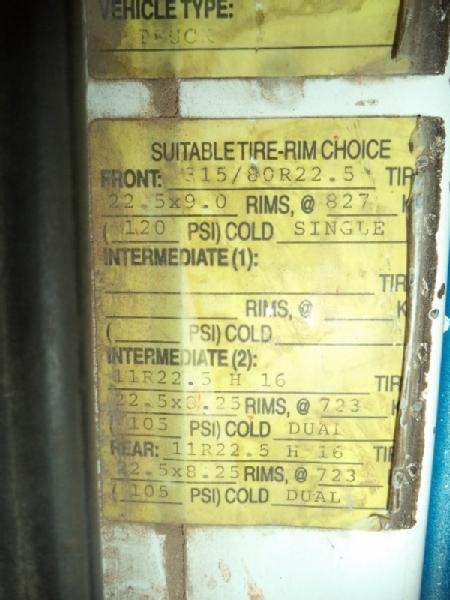 VEHICLE TYPE:
TRUCK
SUITABLE TIRE-RIM CHOICE
FRONT: 315/80R22.5 TIR
22.5x9.0 RIMS, @ 827 K
( 120 PSI) COLD SINGLE
INTERMEDIATE (1):
TIR
RIMS, @ K
( PSI) COLD
INTERMEDIATE (2):
11R22.5 H 16 TIR
22.5x8.25 RIMS, @ 723 K
( 105 PSI) COLD DUAL
REAR: 11R22.5 H 16 TIR
22.5x8.25 RIMS, @ 723
( 105 PSI) COLD DUAL